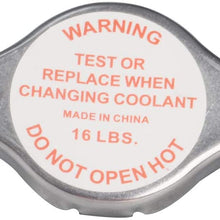 WARNING
TEST OR
REPLACE WHEN
CHANGING COOLANT
MADE IN CHINA
16 LBS.
DO NOT OPEN HOT